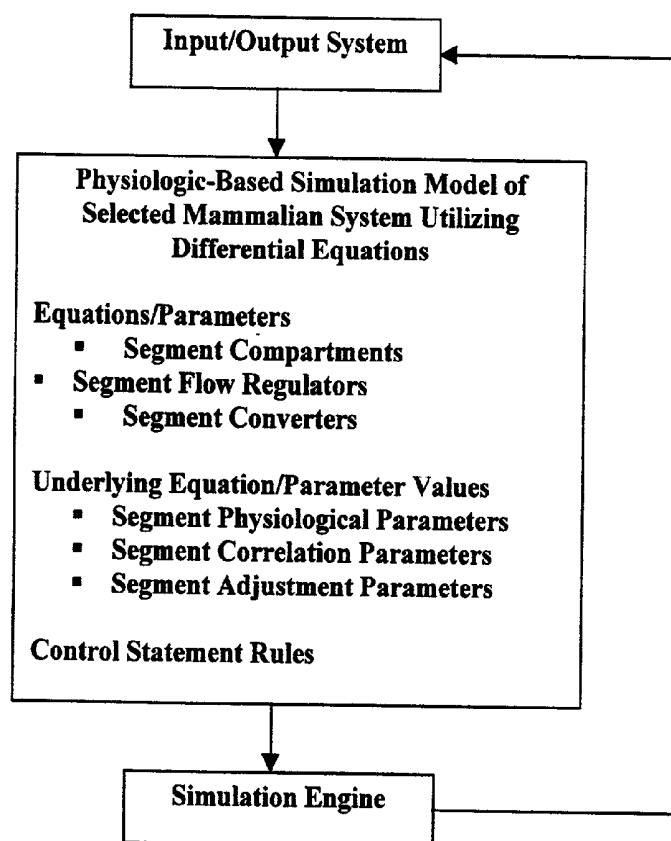 Input/Output System
Physiologic-Based Simulation Model of
Selected Mammalian System Utilizing
Differential Equations
Equations/Parameters
▪ Segment Compartments
▪ Segment Flow Regulators
▪ Segment Converters
Underlying Equation/Parameter Values
▪ Segment Physiological Parameters
▪ Segment Correlation Parameters
▪ Segment Adjustment Parameters
Control Statement Rules
Simulation Engine